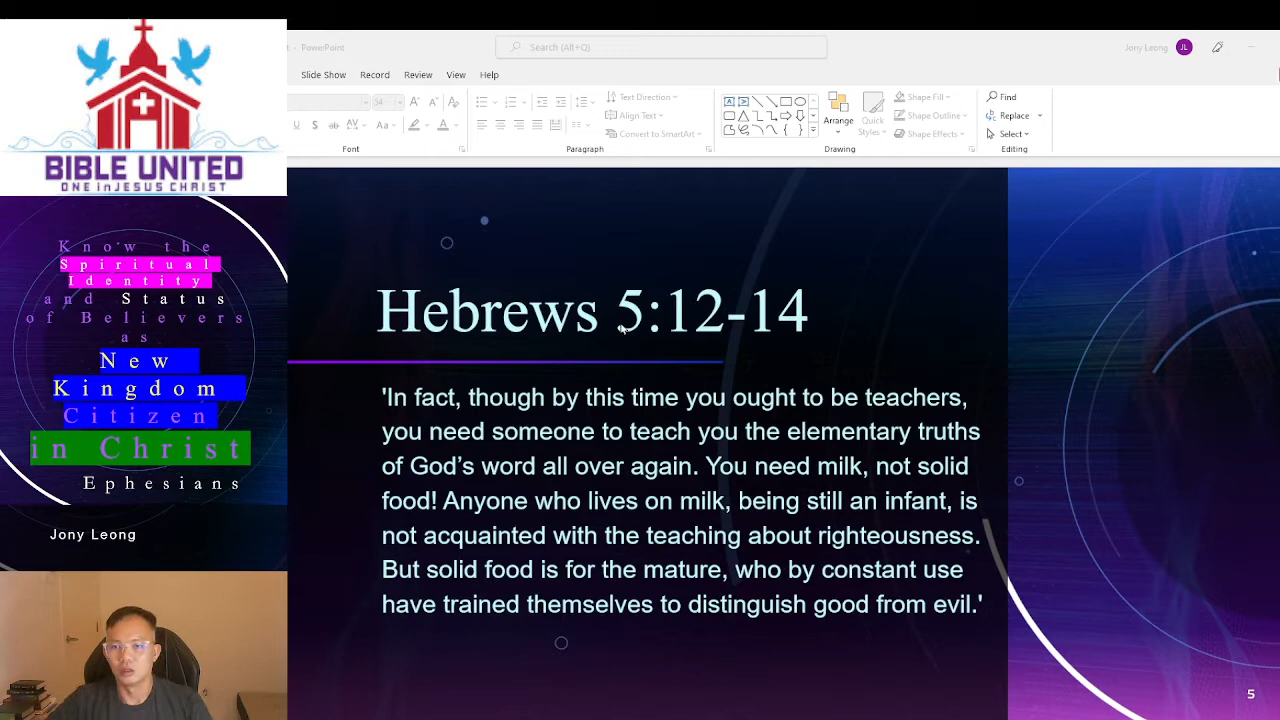 BIBLE UNITED
ONE in JESUS CHRIST
Know the
Spiritual
Identity
and Status
of Believers
as
New
Kingdom
Citizen
in Christ
Ephesians
Jony Leong
PowerPoint
Search (Alt+Q)
Jony Leong
JL
Slide Show Record Review View Help
34
Aa
Font
Text Direction
Align Text
Convert to SmartArt
Paragraph
Arrange
Quick
Styles
Shape Fill
Shape Outline
Shape Effects
Drawing
Find
Replace
Select
Editing
Hebrews 5:12-14
'In fact, though by this time you ought to be teachers,
you need someone to teach you the elementary truths
of God’s word all over again. You need milk, not solid
food! Anyone who lives on milk, being still an infant, is
not acquainted with the teaching about righteousness.
But solid food is for the mature, who by constant use
have trained themselves to distinguish good from evil.'
5